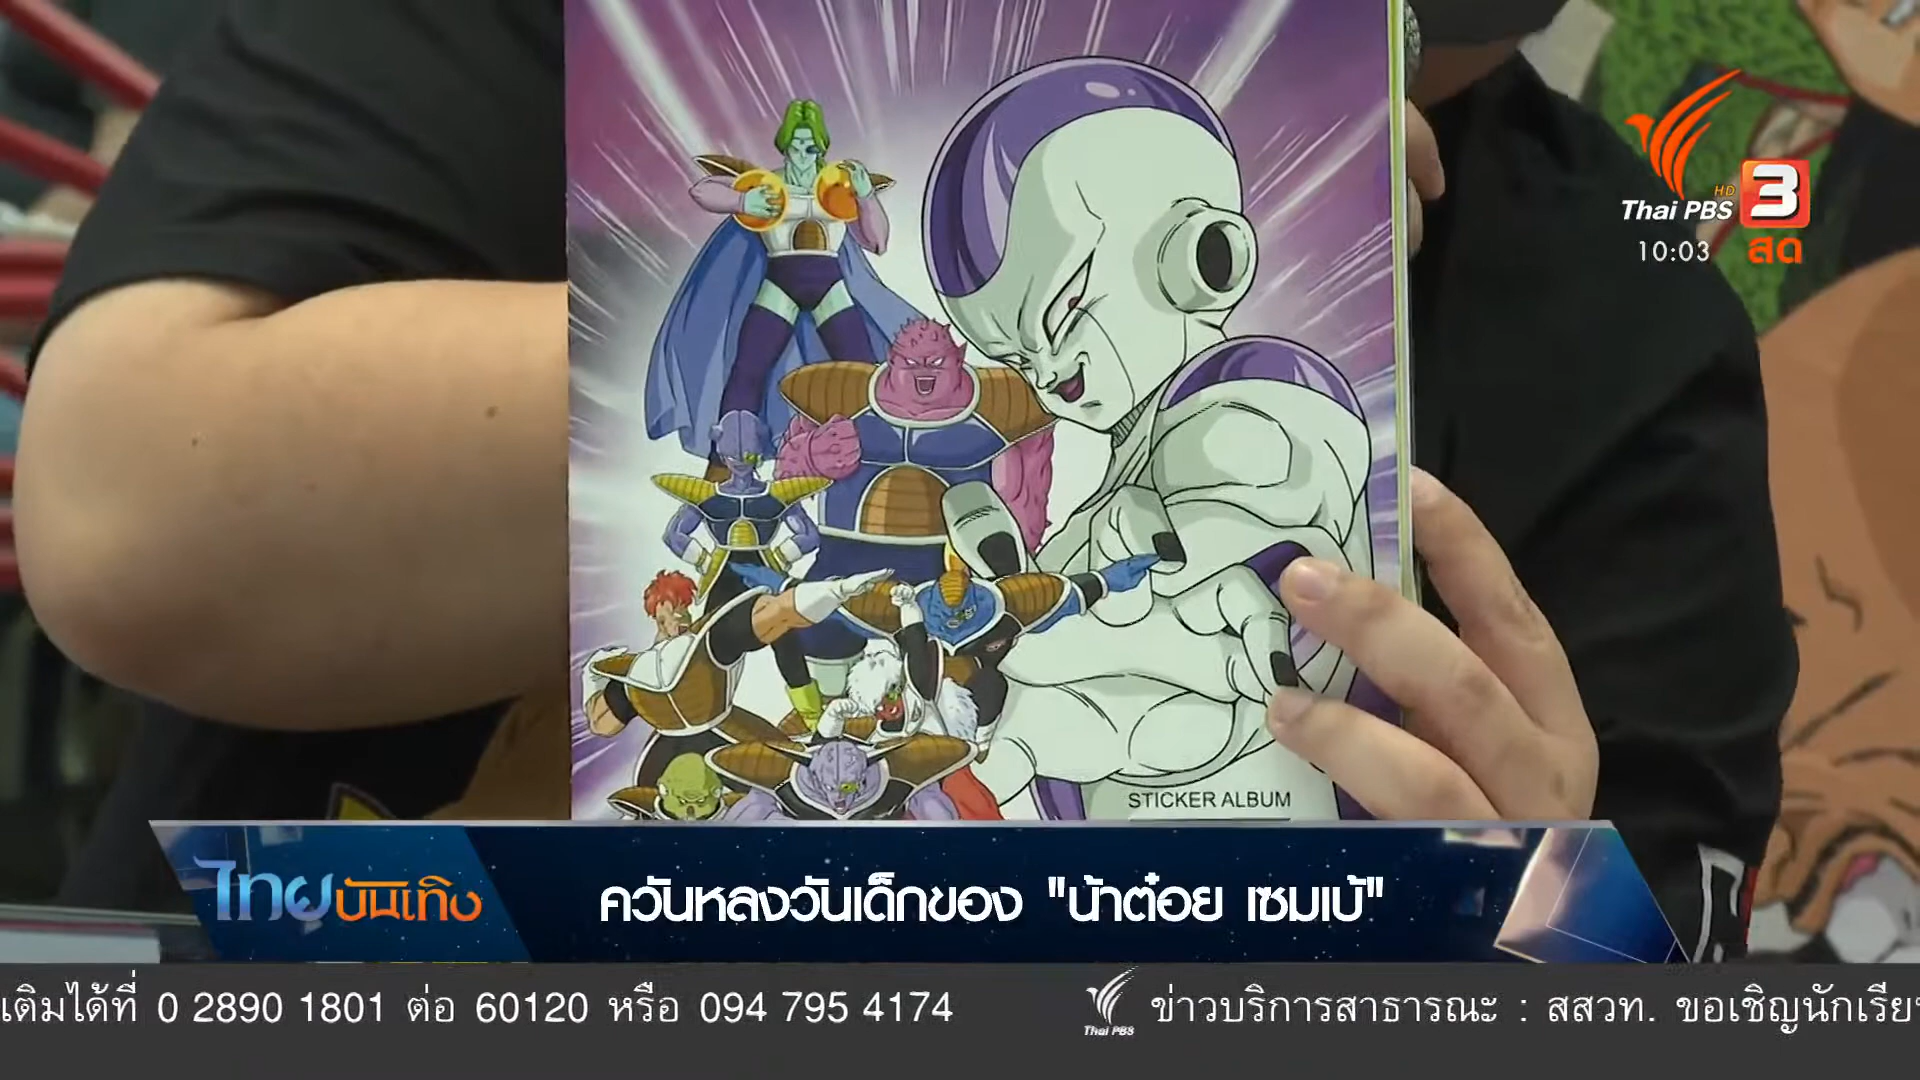 Thai PBS HD 3
10:03 สด
STICKER ALBUM
ไทยบันเทิง
ควันหลงวันเด็กของ "น้าต๋อย เซมเบ้"
เติมได้ที่ 0 2890 1801 ต่อ 60120 หรือ 094 795 4174 Thai PBS ข่าวบริการสาธารณะ : สสวท. ขอเชิญนักเรีย